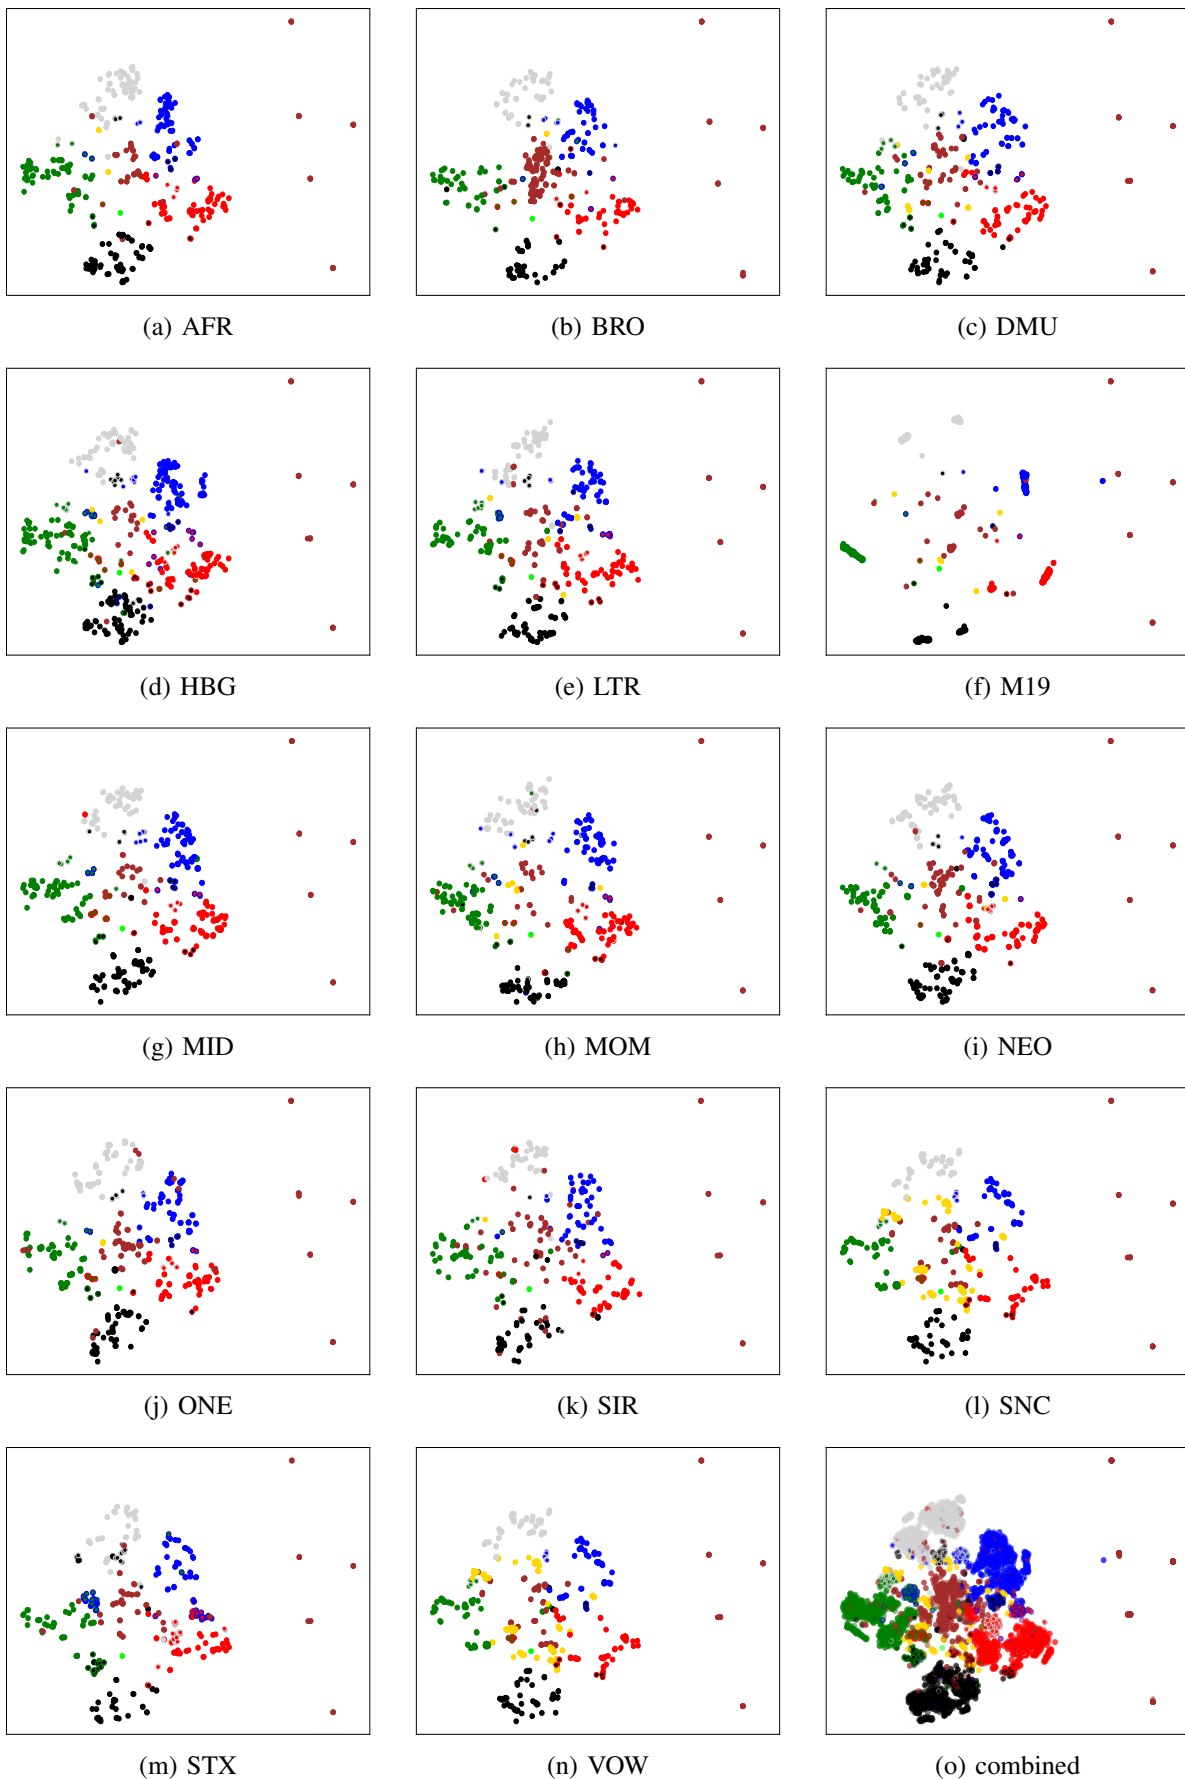 (a) AFR
(b) BRO
(c) DMU
(d) HBG
(e) LTR
(f) M19
(g) MID
(h) MOM
(i) NEO
(j) ONE
(k) SIR
(l) SNC
(m) STX
(n) VOW
(o) combined